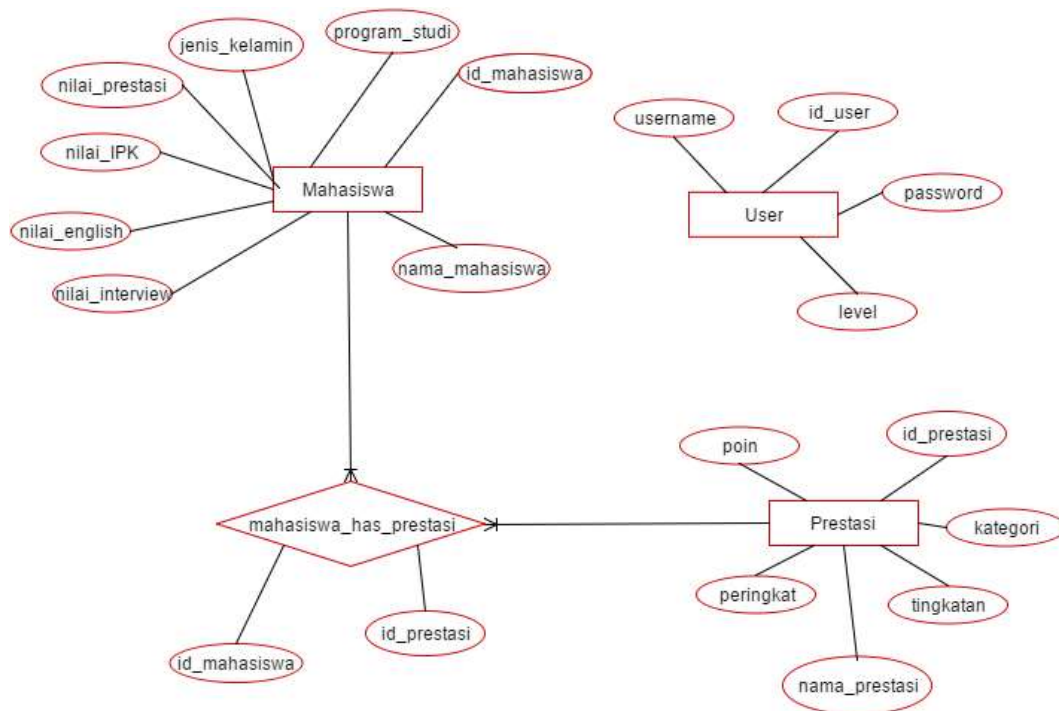 program_studi
jenis_kelamin
id_mahasiswa
nilai_prestasi
nilai_IPK
Mahasiswa
nilai_english
nama_mahasiswa
nilai_interview
username
id_user
password
User
level
poin
id_prestasi
Prestasi
kategori
peringkat
tingkatan
nama_prestasi
mahasiswa_has_prestasi
id_prestasi
id_mahasiswa